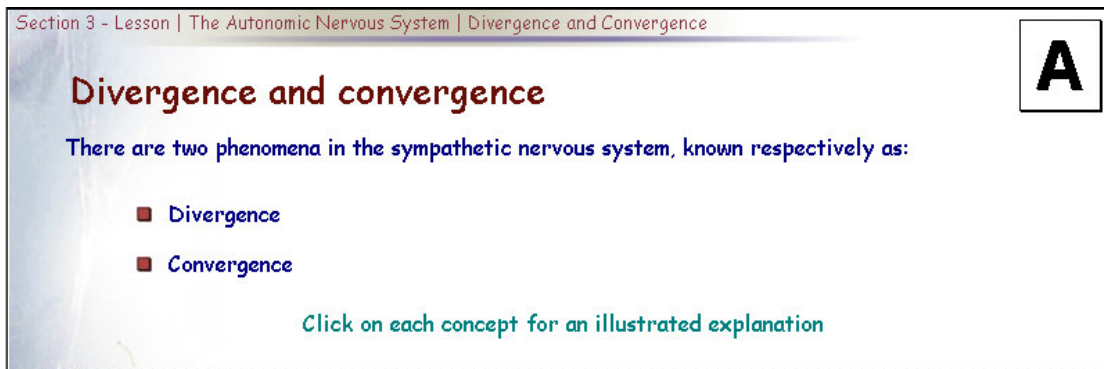 Section 3 - Lesson | The Autonomic Nervous System | Divergence and Convergence
A
Divergence and convergence
There are two phenomena in the sympathetic nervous system, known respectively as:
Divergence
Convergence
Click on each concept for an illustrated explanation